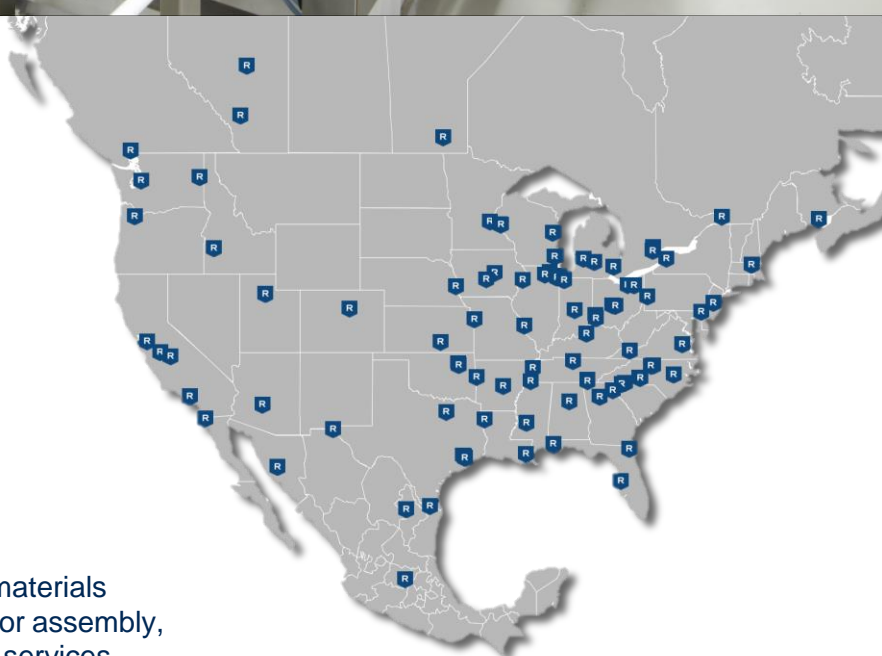 materials
or assembly,
services